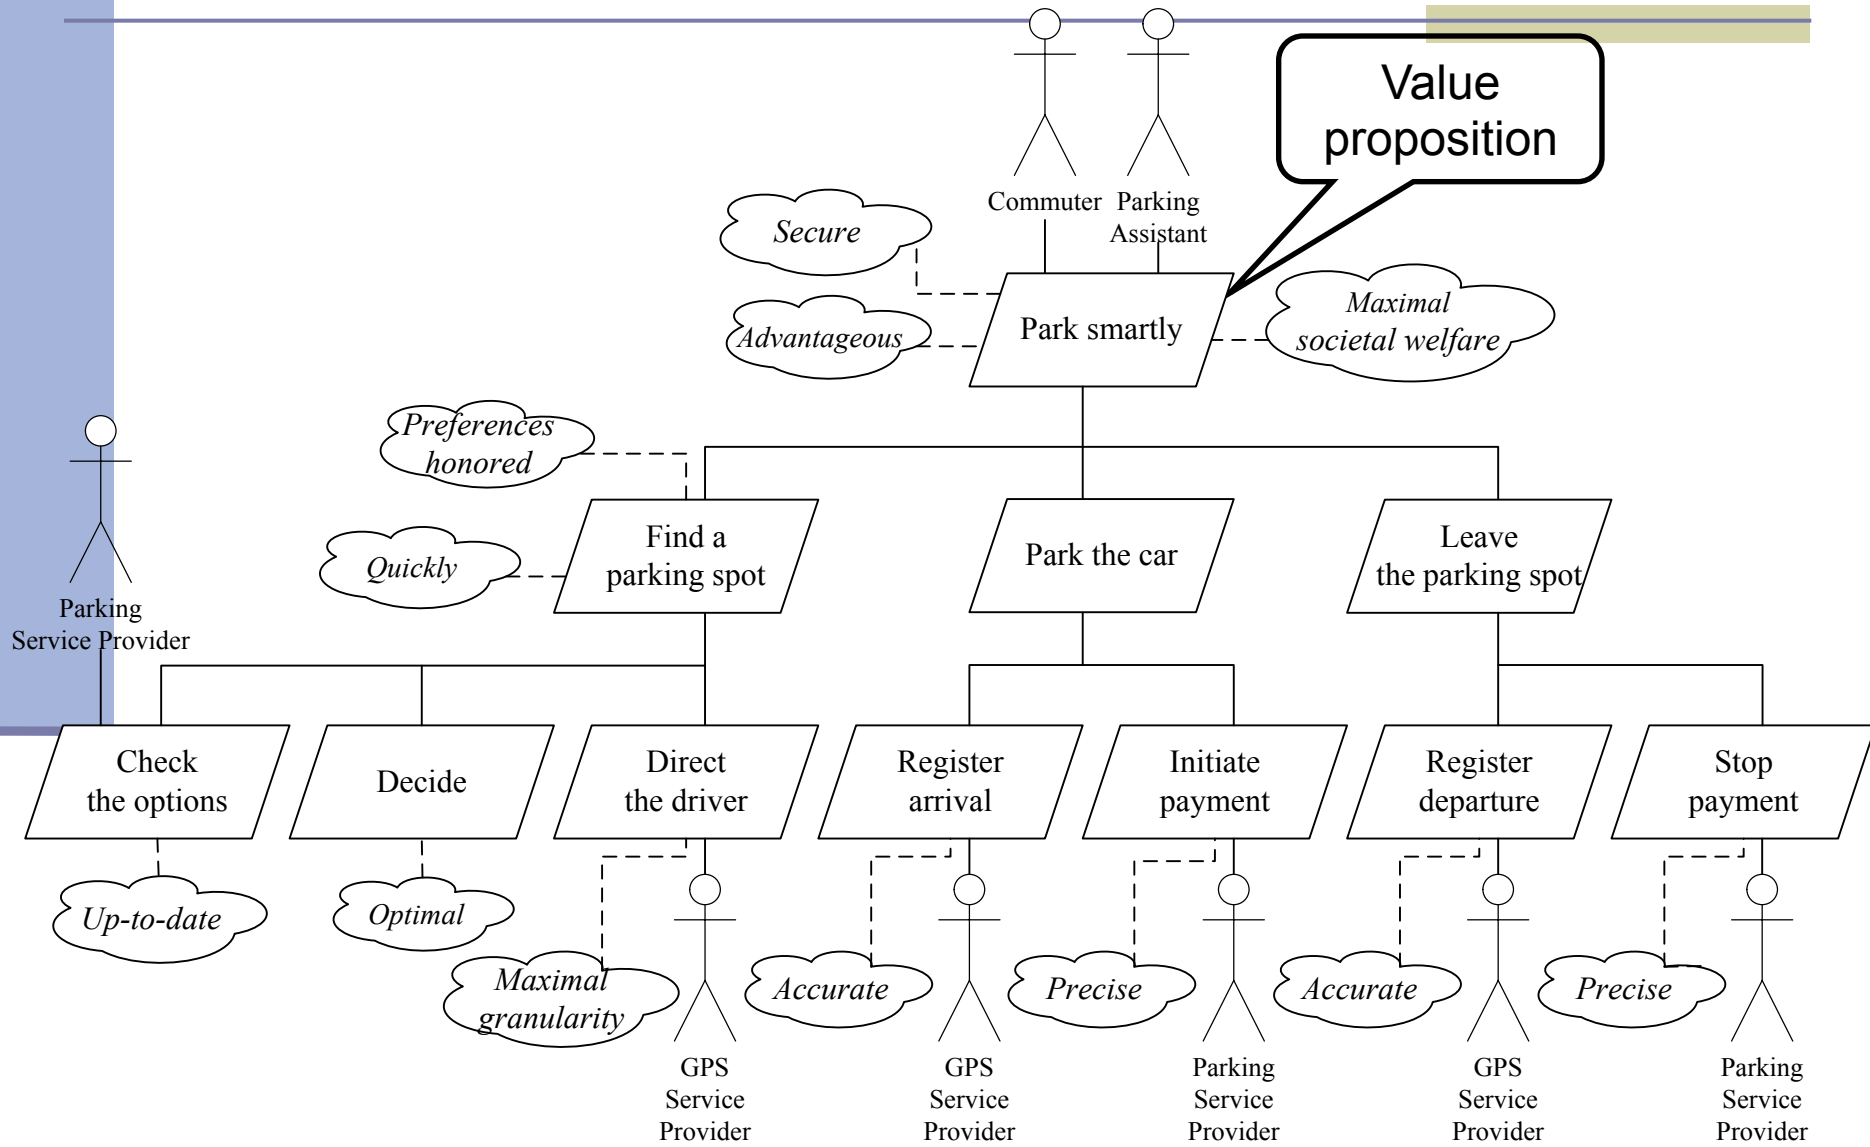 Value
proposition
Commuter
Parking
Assistant
Secure
Advantageous
Park smartly
Maximal
societal welfare
Preferences
honored
Quickly
Find a
parking spot
Park the car
Leave
the parking spot
Parking
Service Provider
Check
the options
Decide
Direct
the driver
Register
arrival
Initiate
payment
Register
departure
Stop
payment
Up-to-date
Optimal
Maximal
granularity
Accurate
Precise
Accurate
Precise
GPS
Service
Provider
GPS
Service
Provider
Parking
Service
Provider
GPS
Service
Provider
Parking
Service
Provider